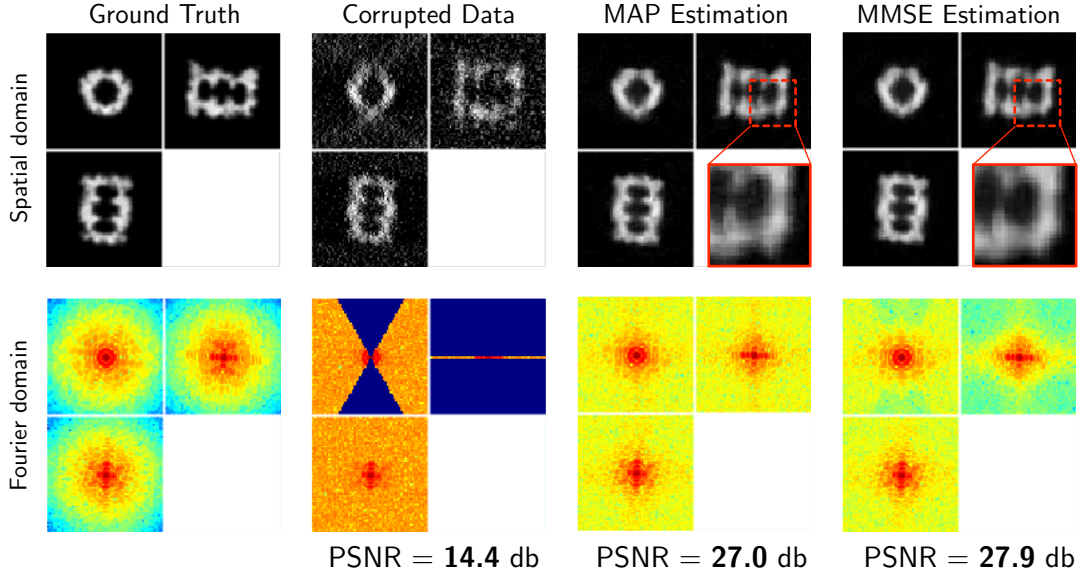 Ground Truth
Corrupted Data
MAP Estimation
MMSE Estimation
Spatial domain
Fourier domain
PSNR = 14.4 db
PSNR = 27.0 db
PSNR = 27.9 db